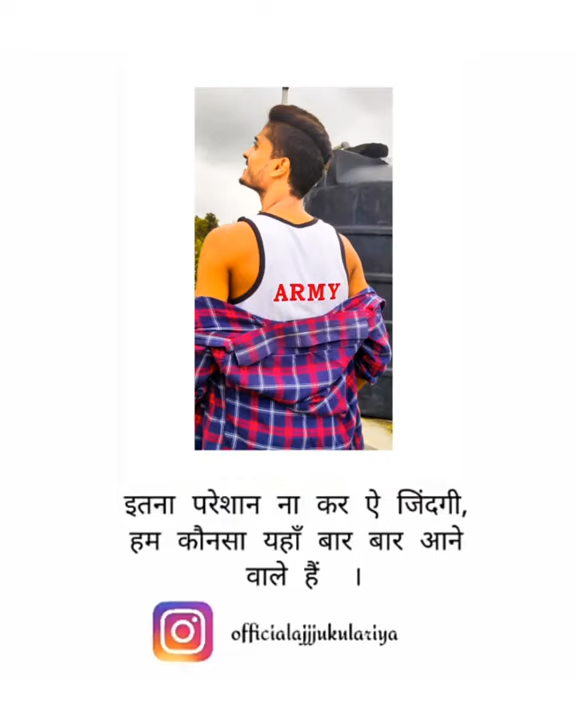 ARMY
इतना परेशान ना कर ऐ जिंदगी,
हम कौनसा यहाँ बार बार आने
वाले हैं ।
officialajjjukulariya